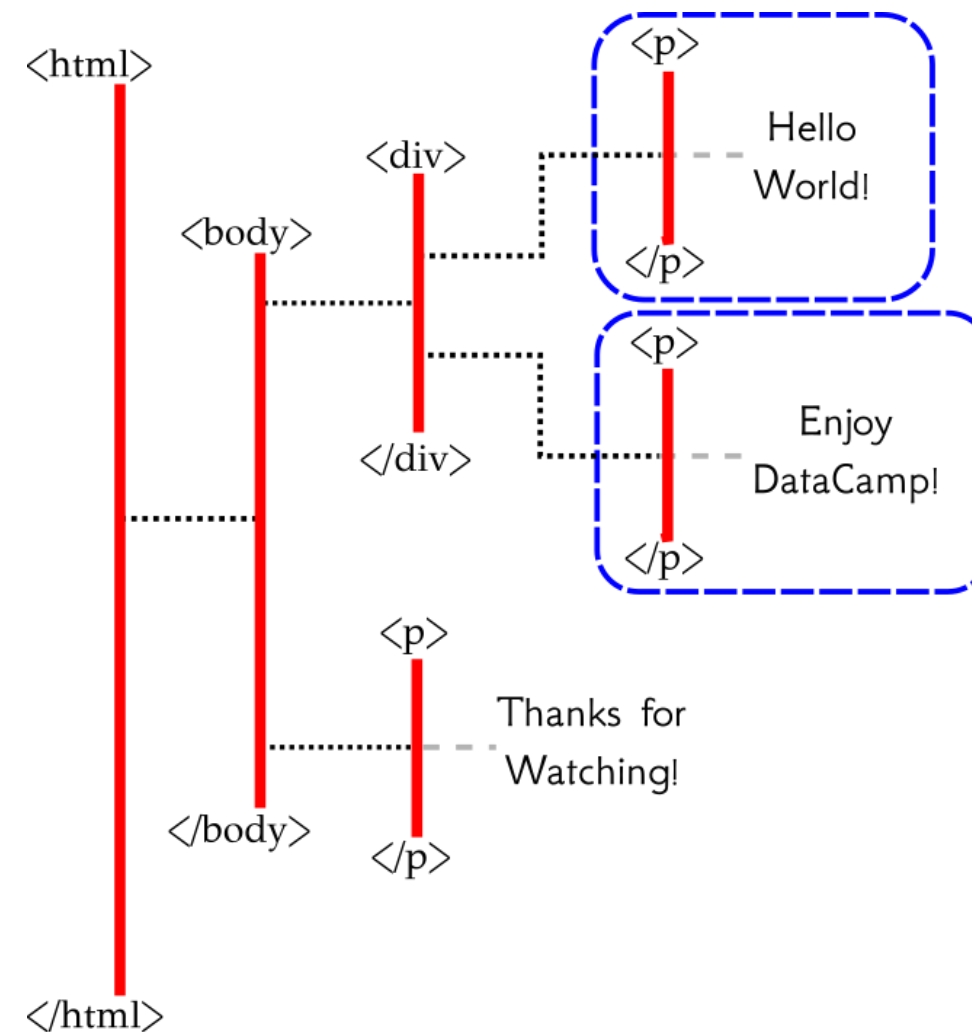 <html>
<body>
<div>
<p>
Hello
World!
</p>
<p>
Enjoy
DataCamp!
</p>
</div>
<p>
Thanks for
Watching!
</p>
</body>
</html>